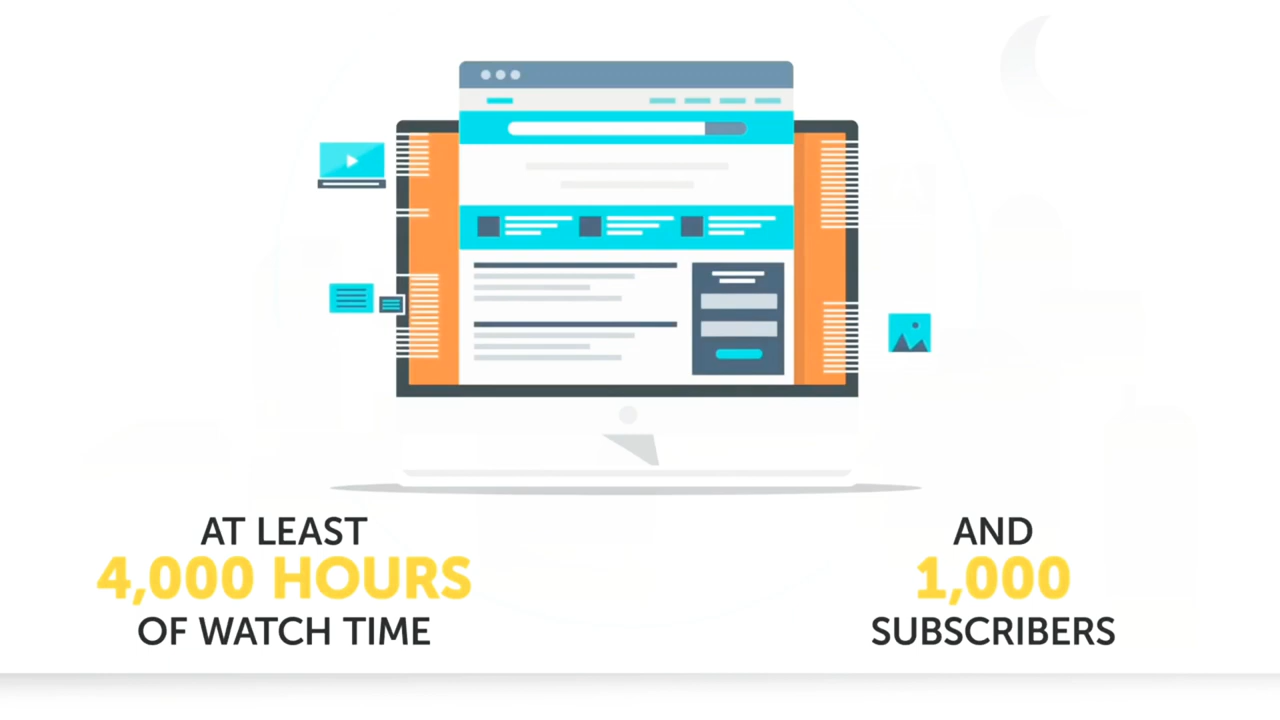 AT LEAST
4,000 HOURS
OF WATCH TIME
AND
1,000
SUBSCRIBERS